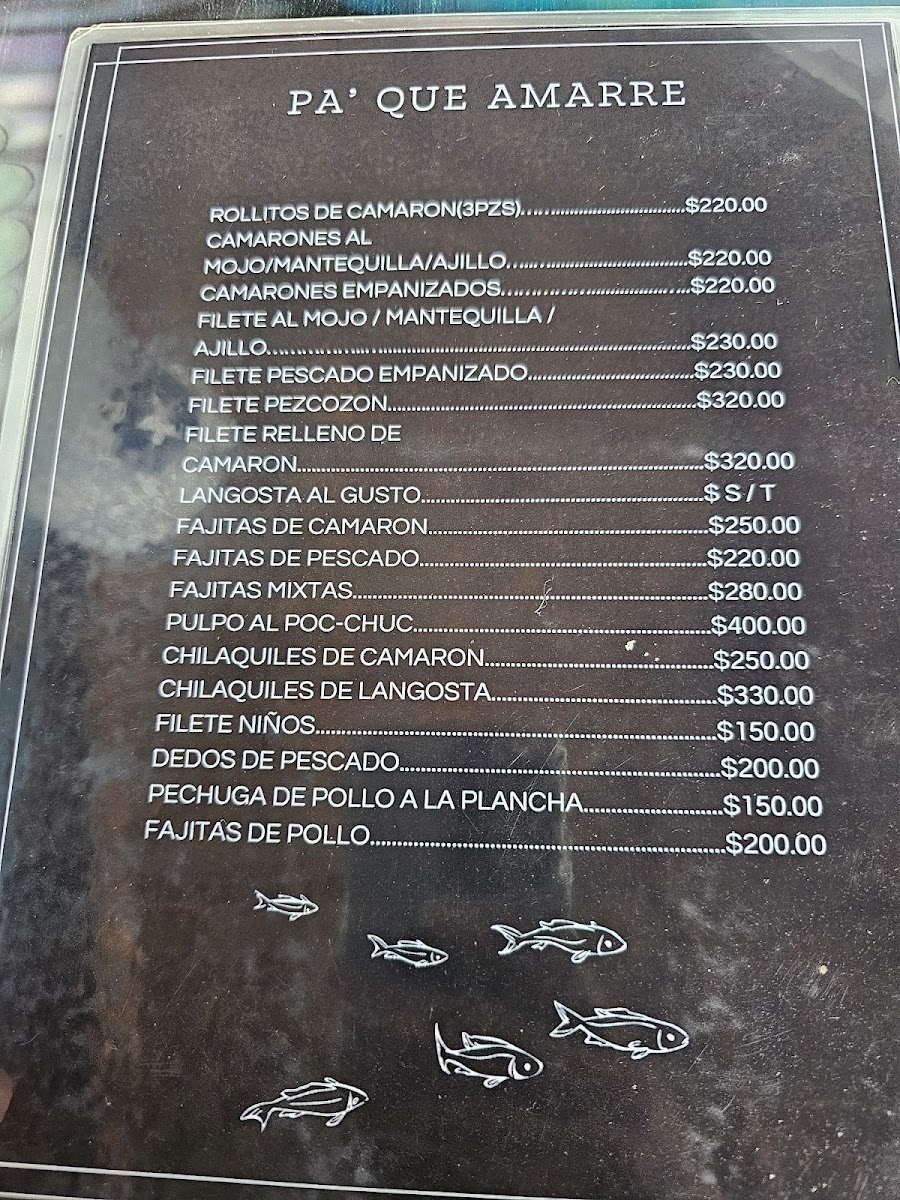 PA' QUE AMARRE
ROLLITOS DE CAMARON(3PZS)......$220.00
CAMARONES AL
MOJO/MANTEQUILLA/AJILLO......$220.00
CAMARONES EMPANIZADOS......$220.00
FILETE AL MOJO / MANTEQUILLA /
AJILLO......$230.00
FILETE PESCADO EMPANIZADO......$230.00
FILETE PEZCOZON......$320.00
FILETE RELLENO DE
CAMARON......$320.00
LANGOSTA AL GUSTO......$ S / T
FAJITAS DE CAMARON......$250.00
FAJITAS DE PESCADO......$220.00
FAJITAS MIXTAS......$280.00
PULPO AL POC-CHUC......$400.00
CHILAQUILES DE CAMARON......$250.00
CHILAQUILES DE LANGOSTA......$330.00
FILETE NIÑOS......$150.00
DEDOS DE PESCADO......$200.00
PECHUGA DE POLLO A LA PLANCHA......$150.00
FAJITAS DE POLLO......$200.00